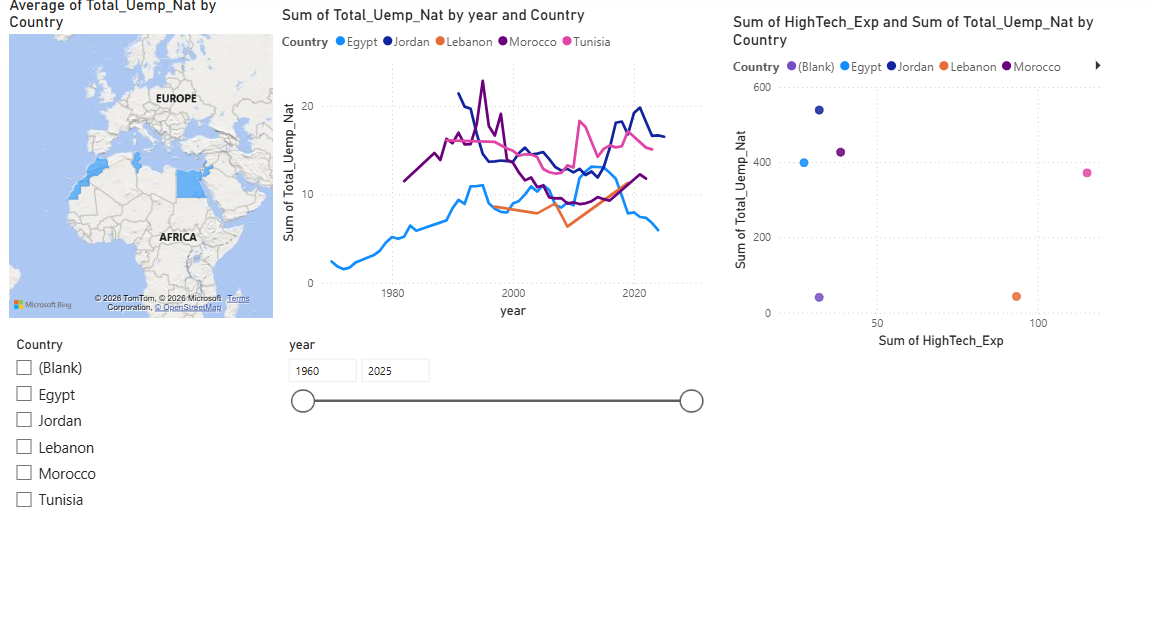 Average of Total_Uemp_Nat by
Country
EUROPE
AFRICA
Microsoft Bing
© 2026 TomTom, © 2026 Microsoft Terms
Corporation, © OpenStreetMap
Country
(Blank)
Egypt
Jordan
Lebanon
Morocco
Tunisia
Sum of Total_Uemp_Nat by year and Country
Country Egypt Jordan Lebanon Morocco Tunisia
Sum of Total_Uemp_Nat
20
10
0
1980 2000 2020
year
year
1960 2025
Sum of HighTech_Exp and Sum of Total_Uemp_Nat by
Country
Country (Blank) Egypt Jordan Lebanon Morocco
Sum of Total_Uemp_Nat
600
400
200
0
50 100
Sum of HighTech_Exp